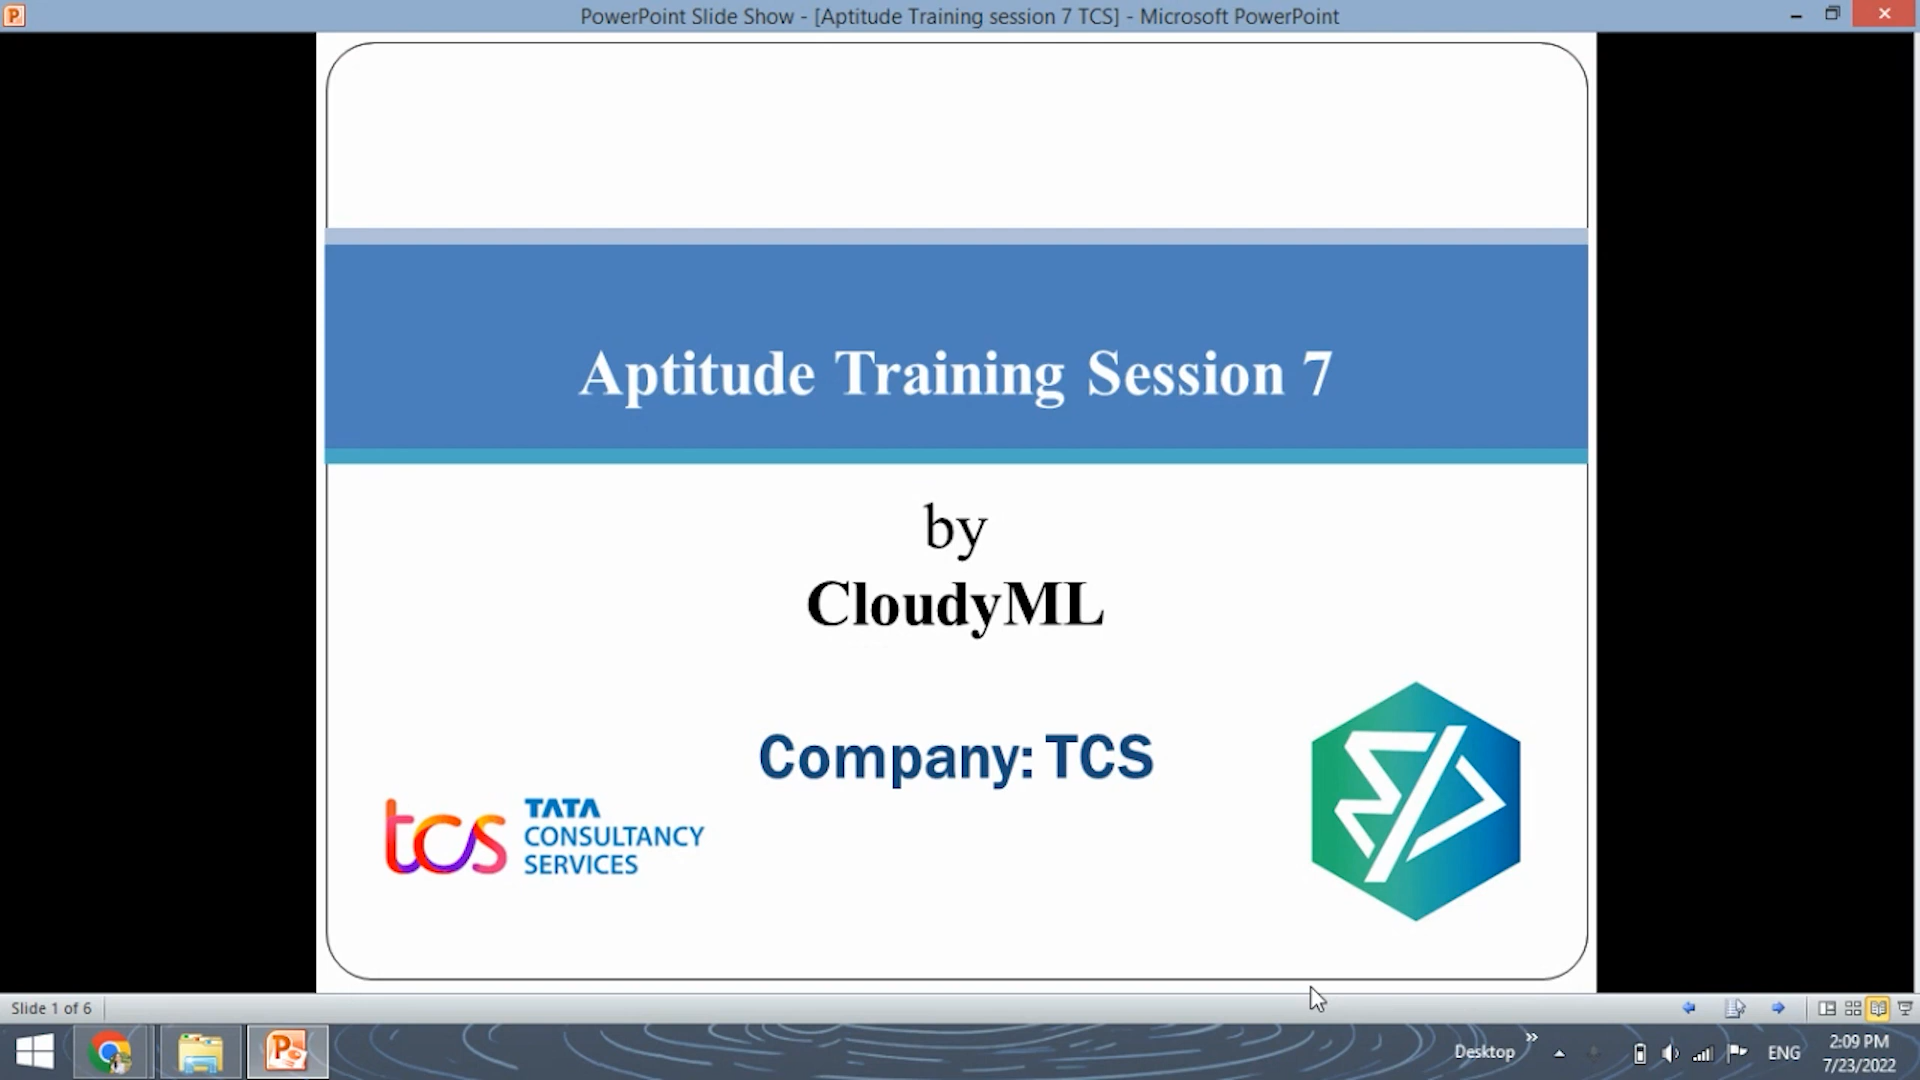 PowerPoint Slide Show - [Aptitude Training session 7 TCS] - Microsoft PowerPoint
Aptitude Training Session 7
by
CloudyML
Company: TCS
tcs TATA
CONSULTANCY
SERVICES
Slide 1 of 6
Desktop
ENG
2:09 PM
7/23/2022